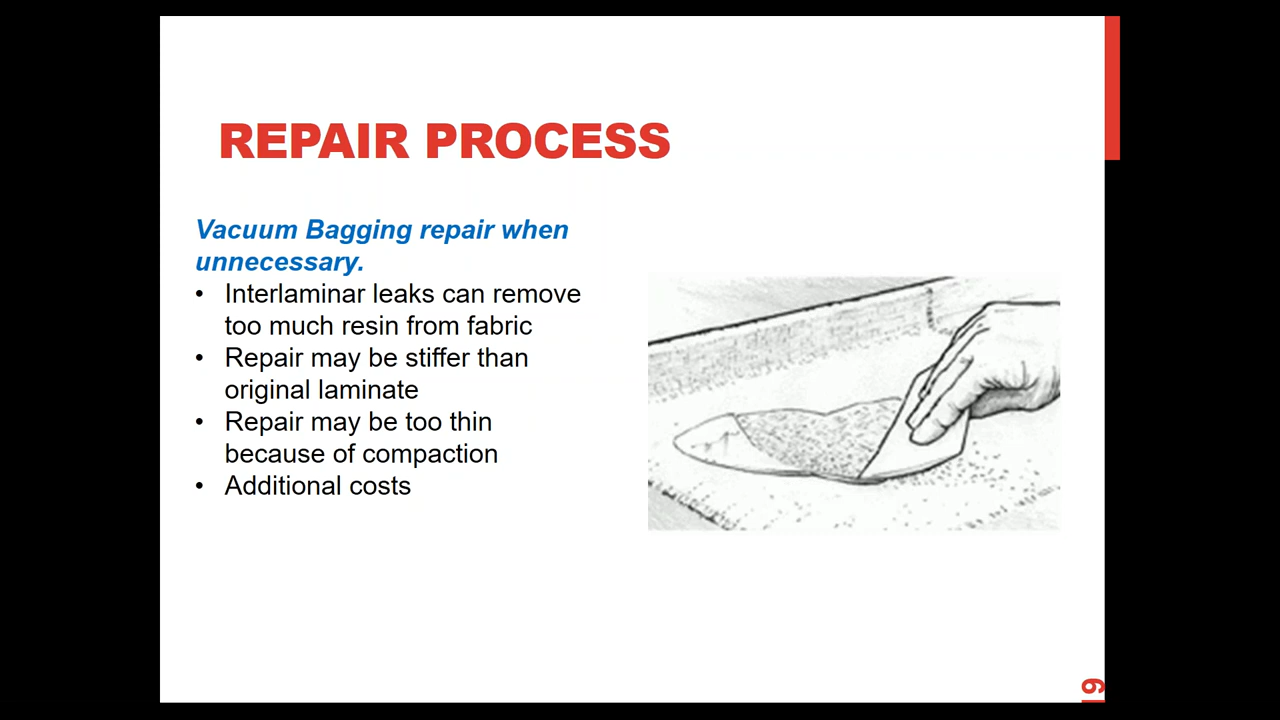 REPAIR PROCESS
Vacuum Bagging repair when
unnecessary.
• Interlaminar leaks can remove
too much resin from fabric
• Repair may be stiffer than
original laminate
• Repair may be too thin
because of compaction
• Additional costs